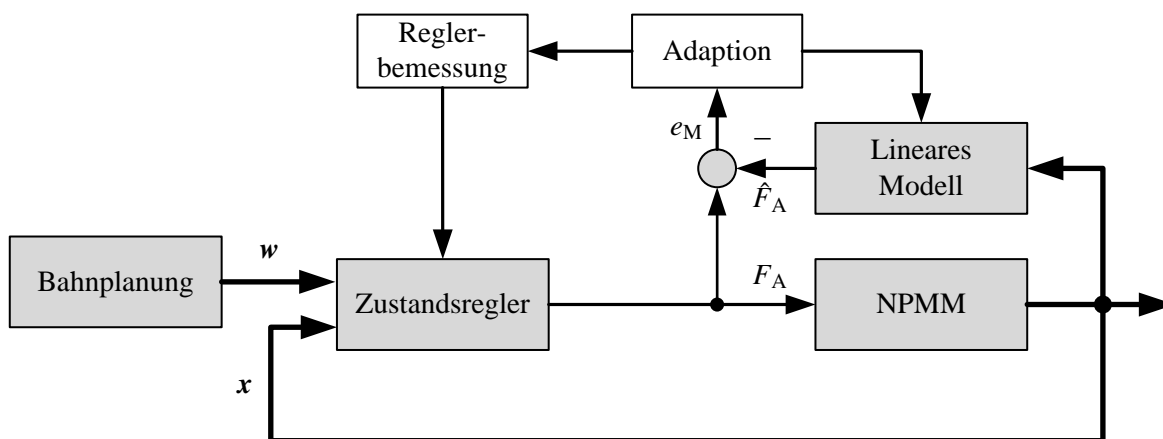 Regler-
bemessung
Adaption
e_M
−
Lineares
Modell
F̂_A
Bahnplanung
w
Zustandsregler
F_A
NPMM
x